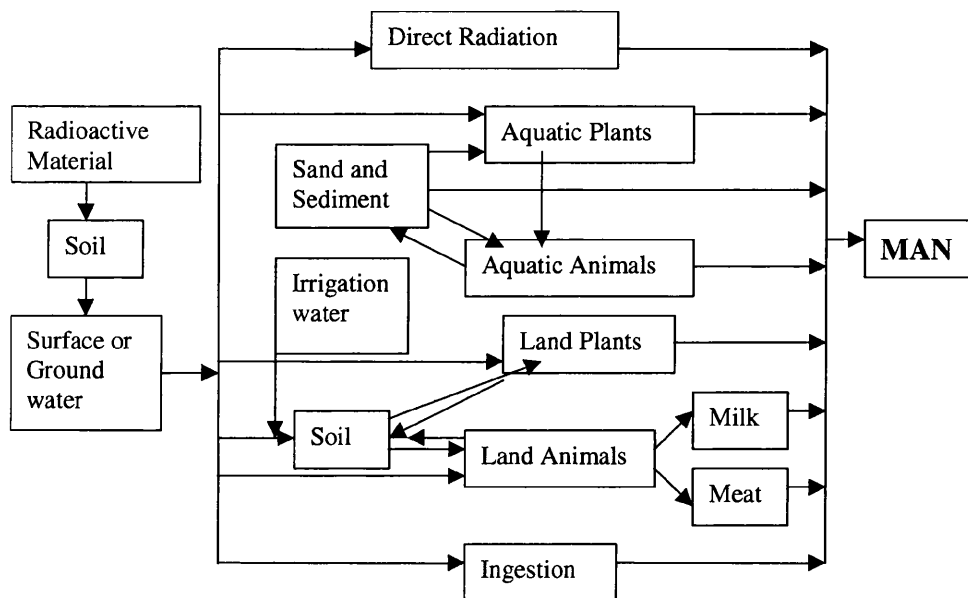 Direct Radiation
Radioactive
Material
Aquatic Plants
Sand and
Sediment
Soil
Aquatic Animals
MAN
Irrigation
water
Surface or
Ground
water
Land Plants
Soil
Land Animals
Milk
Meat
Ingestion